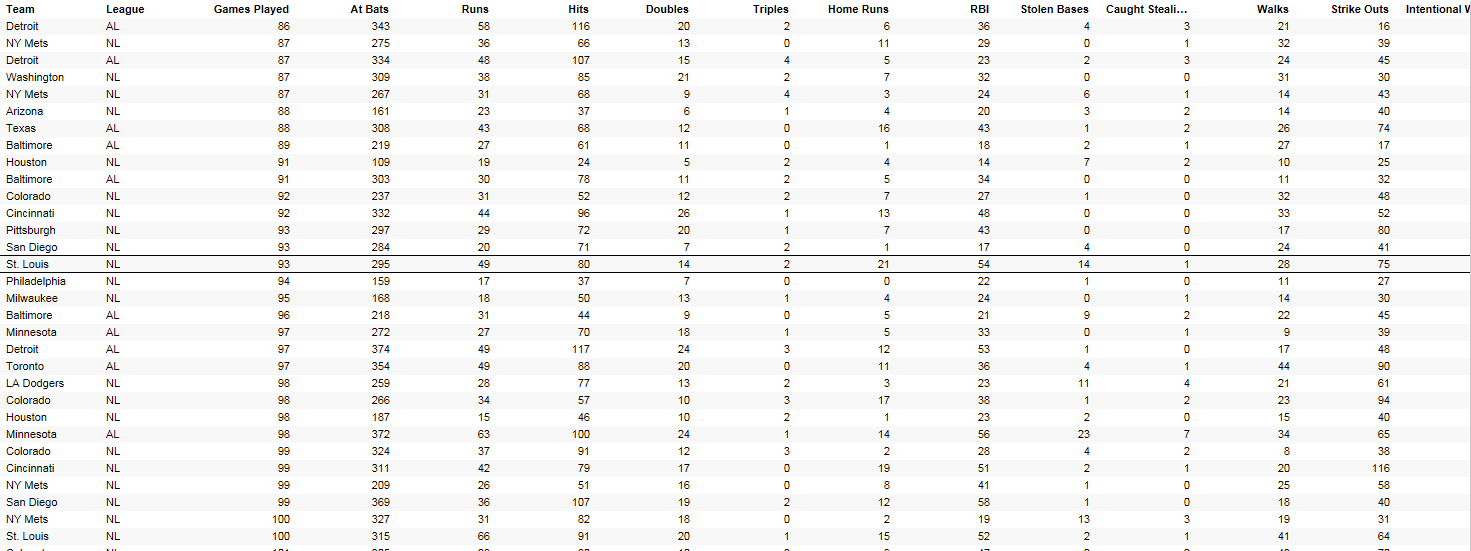 Team League Games Played At Bats Runs Hits Doubles Triples Home Runs RBI Stolen Bases Caught Steali... Walks Strike Outs Intentional W
Detroit AL 86 343 58 116 20 2 6 36 4 3 21 16
NY Mets NL 87 275 36 66 13 0 11 29 0 1 32 39
Detroit AL 87 334 48 107 15 4 5 23 2 3 24 45
Washington NL 87 309 38 85 21 2 7 32 0 0 31 30
NY Mets NL 87 267 31 68 9 4 3 24 6 1 14 43
Arizona NL 88 161 23 37 6 1 4 20 3 2 14 40
Texas AL 88 308 43 68 12 0 16 43 1 2 26 74
Baltimore AL 89 219 27 61 11 0 1 18 2 1 27 17
Houston NL 91 109 19 24 5 2 4 14 7 2 10 25
Baltimore AL 91 303 30 78 11 2 5 34 0 0 11 32
Colorado NL 92 237 31 52 12 2 7 27 1 0 32 48
Cincinnati NL 92 332 44 96 26 1 13 48 0 0 33 52
Pittsburgh NL 93 297 29 72 20 1 7 43 0 0 17 80
San Diego NL 93 284 20 71 7 2 1 17 4 0 24 41
St. Louis NL 93 295 49 80 14 2 21 54 14 1 28 75
Philadelphia NL 94 159 17 37 7 0 0 22 1 0 11 27
Milwaukee NL 95 168 18 50 13 1 4 24 0 1 14 30
Baltimore AL 96 218 31 44 9 0 5 21 9 2 22 45
Minnesota AL 97 272 27 70 18 1 5 33 0 1 9 39
Detroit AL 97 374 49 117 24 3 12 53 1 0 17 48
Toronto AL 97 354 49 88 20 0 11 36 4 1 44 90
LA Dodgers NL 98 259 28 77 13 2 3 23 11 4 21 61
Colorado NL 98 266 34 57 10 3 17 38 1 2 23 94
Houston NL 98 187 15 46 10 2 1 23 2 0 15 40
Minnesota AL 98 372 63 100 24 1 14 56 23 7 34 65
Colorado NL 99 324 37 91 12 3 2 28 4 2 8 38
Cincinnati NL 99 311 42 79 17 0 19 51 2 1 20 116
NY Mets NL 99 209 26 51 16 0 8 41 1 0 25 58
San Diego NL 99 369 36 107 19 2 12 58 1 0 18 40
NY Mets NL 100 327 31 82 18 0 2 19 13 3 19 31
St. Louis NL 100 315 66 91 20 1 15 52 2 1 41 64